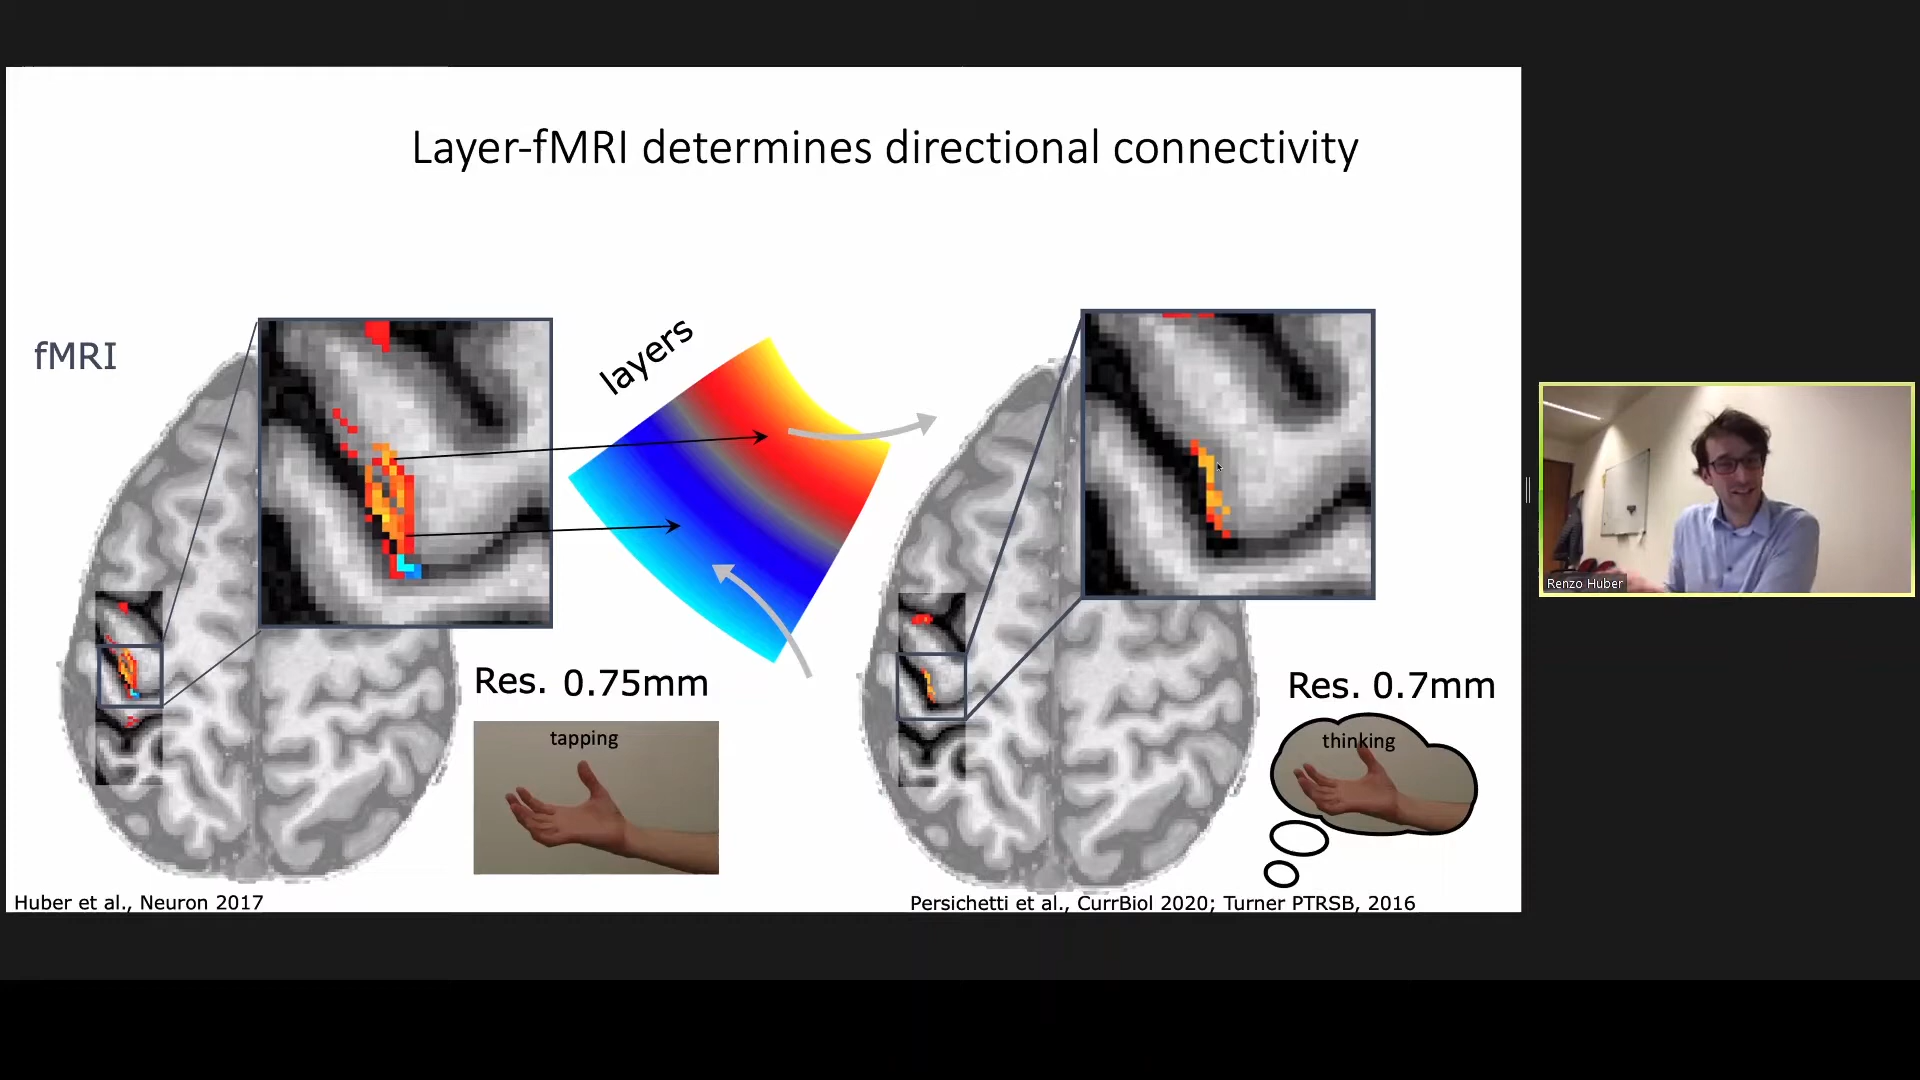 Layer-fMRI determines directional connectivity
fMRI
layers
Res. 0.75mm
tapping
Res. 0.7mm
thinking
Huber et al., Neuron 2017
Persichetti et al., CurrBiol 2020; Turner PTRSB, 2016
Renzo Huber